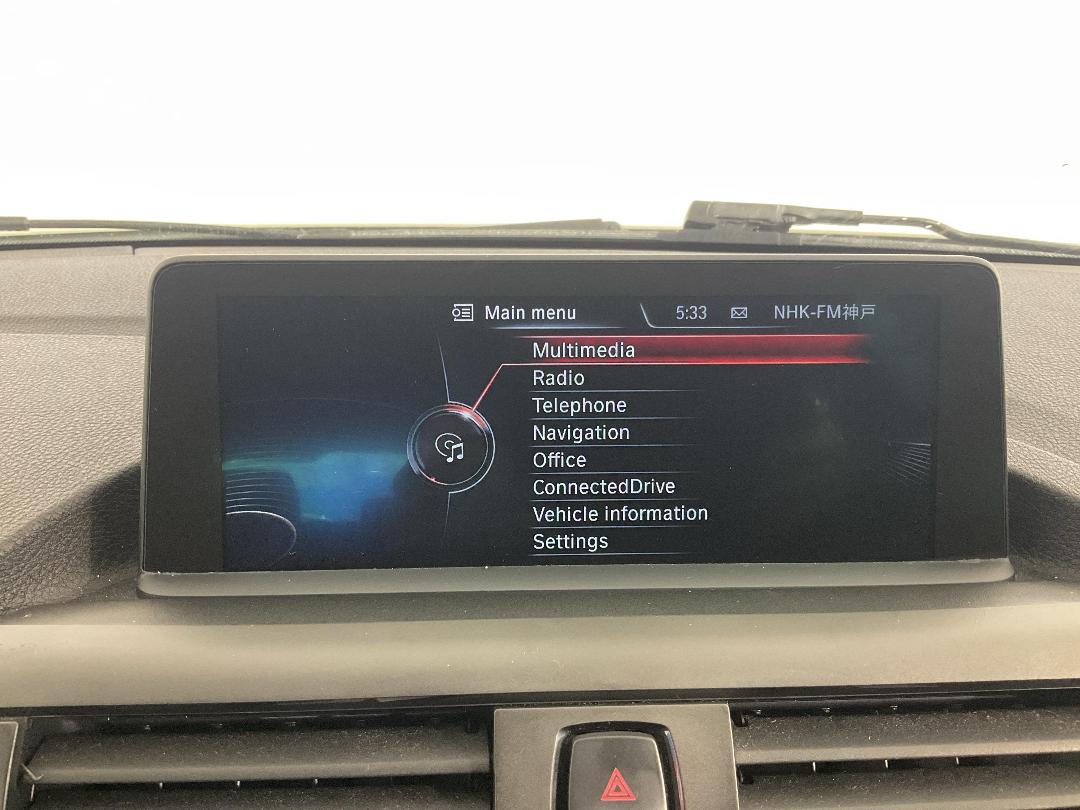 Main menu 5:33 NHK-FM神戸
Multimedia
Radio
Telephone
Navigation
Office
ConnectedDrive
Vehicle information
Settings